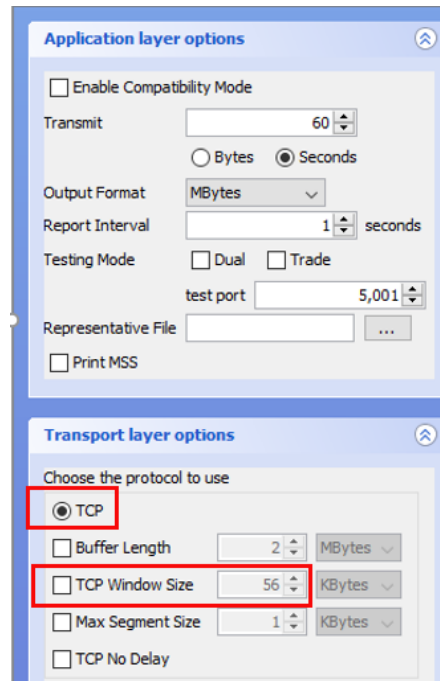 Application layer options
Enable Compatibility Mode
Transmit 60
Bytes Seconds
Output Format MBytes
Report Interval 1 seconds
Testing Mode Dual Trade
test port 5,001
Representative File ...
Print MSS
Transport layer options
Choose the protocol to use
TCP
Buffer Length 2 MBytes
TCP Window Size 56 KBytes
Max Segment Size 1 KBytes
TCP No Delay